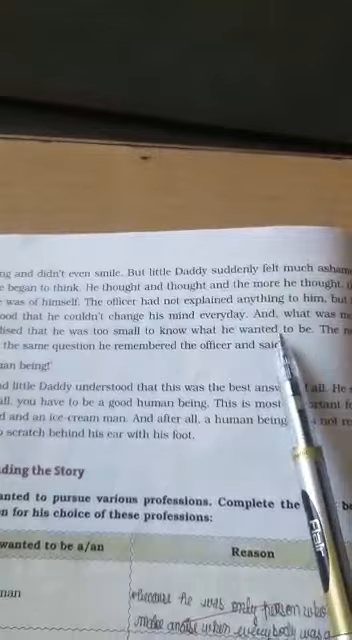 ng and didn't even smile. But little Daddy suddenly felt much asham
e began to think. He thought and thought and the more he thought, t
e was of himself. The officer had not explained anything to him, but
ood that he couldn't change his mind everyday. And, what was m
lised that he was too small to know what he wanted to be. The n
the same question he remembered the officer and said
an being!'
d little Daddy understood that this was the best answ all. He
all, you have to be a good human being. This is most ortant f
d and an ice-cream man. And after all, a human being not
o scratch behind his ear with his foot.
ding the Story
anted to pursue various professions. Complete the be
n for his choice of these professions:
wanted to be a/an
Reason
man
Because he was only person who
make when everybody was a
Flair